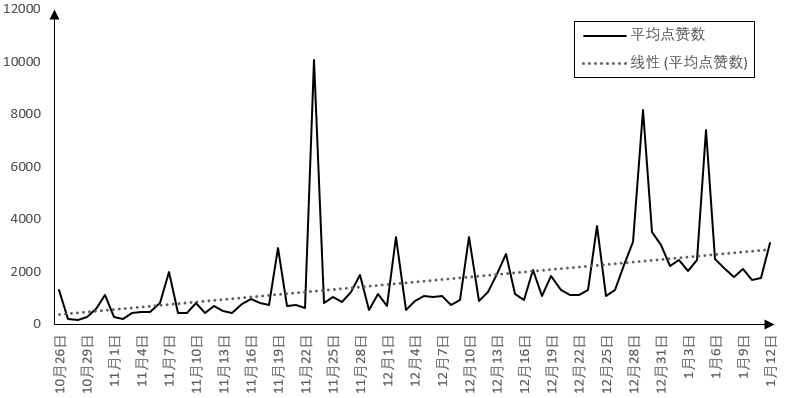 12000
10000
8000
6000
4000
2000
0
平均点赞数
线性 (平均点赞数)
10月26日
10月29日
11月1日
11月4日
11月7日
11月10日
11月13日
11月16日
11月19日
11月22日
11月25日
11月28日
12月1日
12月4日
12月7日
12月10日
12月13日
12月16日
12月19日
12月22日
12月25日
12月28日
12月31日
1月3日
1月6日
1月9日
1月12日